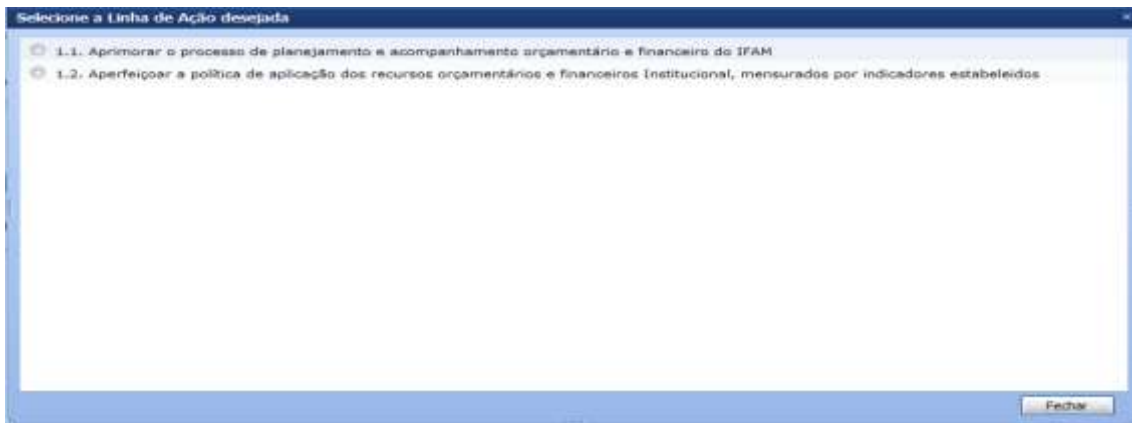 Selecione a Linha de Ação desejada
1.1. Aprimorar o processo de planejamento e acompanhamento orçamentário e financeiro do IFAM
1.2. Aperfeiçoar a política de aplicação dos recursos orçamentários e financeiros Institucional, mensurados por indicadores estabeleidos
Fechar